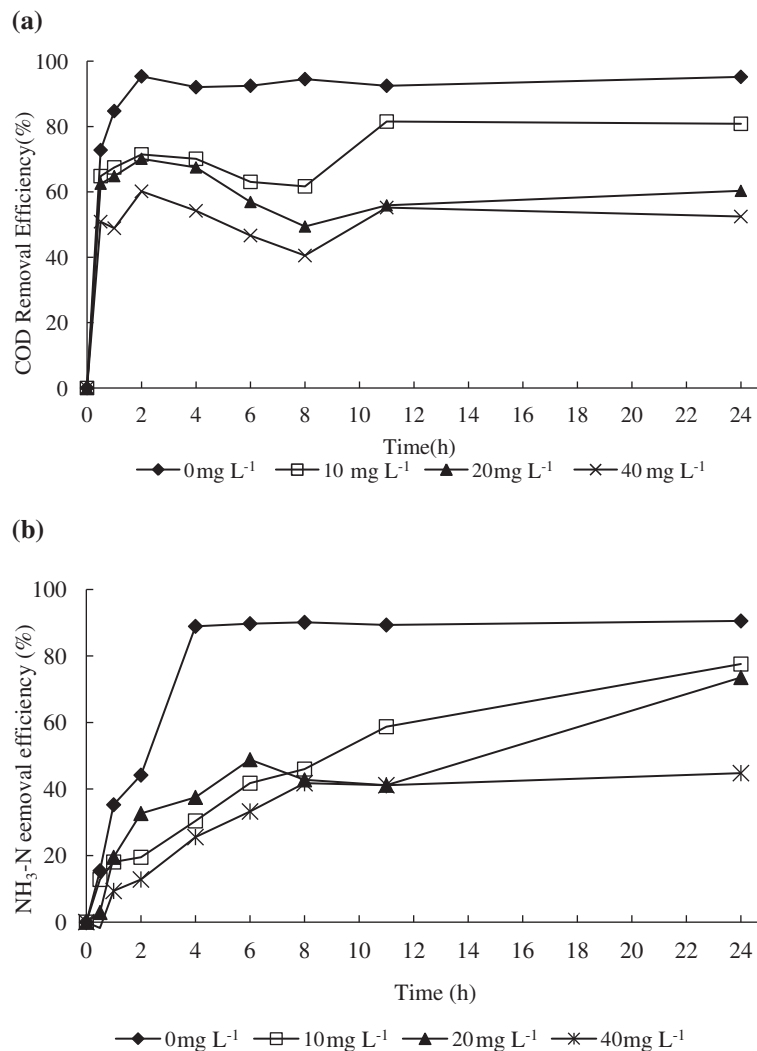 (a)
100
80
60
40
20
0
COD Removal Efficiency(%)
0 2 4 6 8 10 12 14 16 18 20 22 24
Time(h)
0mg L-1 10 mg L-1 20mg L-1 40 mg L-1
(b)
100
80
60
40
20
0
NH3-N eemoval efficiency (%)
0 2 4 6 8 10 12 14 16 18 20 22 24
Time (h)
0mg L-1 10mg L-1 20mg L-1 40mg L-1